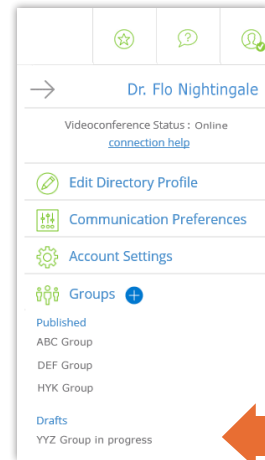 Dr. Flo Nightingale
Videoconference Status : Online
connection help
Edit Directory Profile
Communication Preferences
Account Settings
Groups
Published
ABC Group
DEF Group
HYK Group
Drafts
YYZ Group in progress